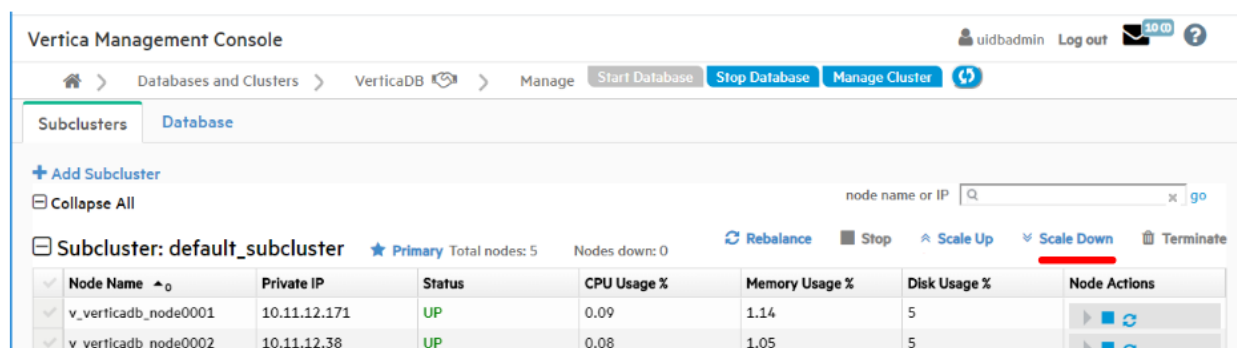 Vertica Management Console uidbadmin Log out 10
Databases and Clusters VerticaDB Manage Start Database Stop Database Manage Cluster
Subclusters Database
Add Subcluster
Collapse All node name or IP go
Subcluster: default_subcluster Primary Total nodes: 5 Nodes down: 0 Rebalance Stop Scale Up Scale Down Terminate
Node Name 0 Private IP Status CPU Usage % Memory Usage % Disk Usage % Node Actions
v_verticadb_node0001 10.11.12.171 UP 0.09 1.14 5
v_verticadb_node0002 10.11.12.38 UP 0.08 1.05 5